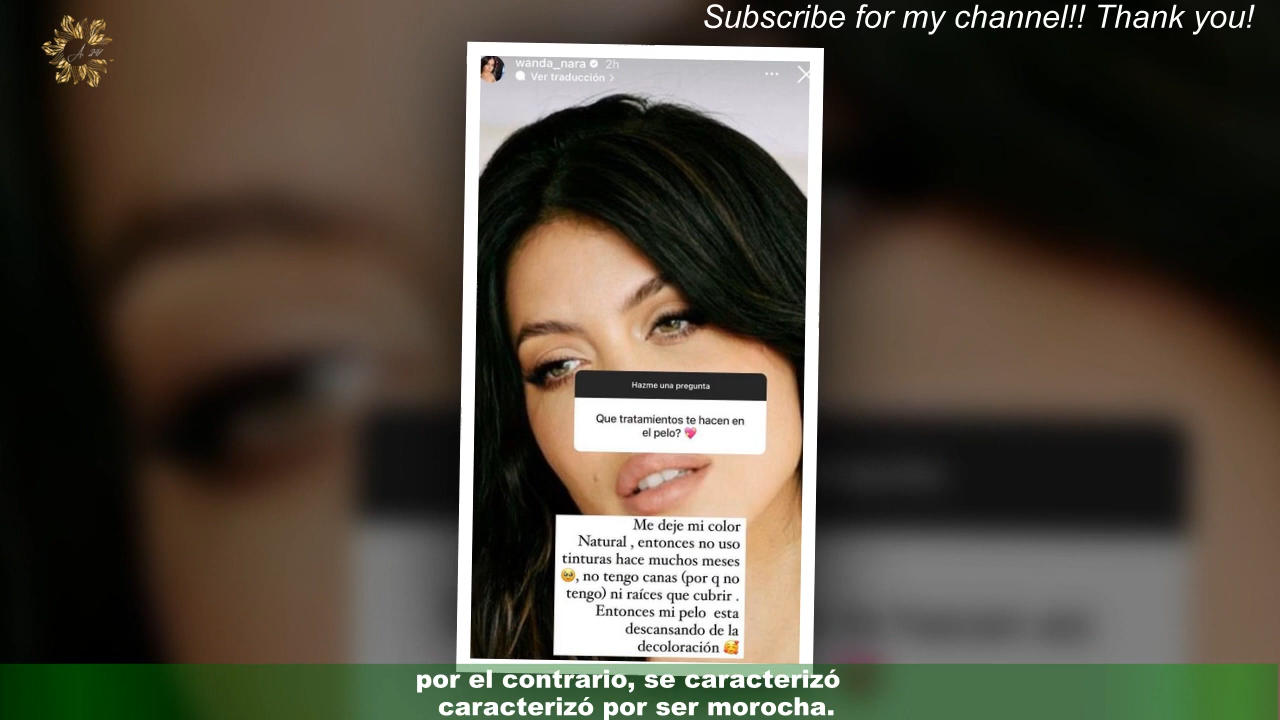 Subscribe for my channel!! Thank you!
wanda_nara 2h
Ver traducción
Hazme una pregunta
Que tratamientos te hacen en
el pelo? 💖
Me deje mi color
Natural , entonces no uso
tinturas hace muchos meses
🥹, no tengo canas (por q no
tengo) ni raíces que cubrir .
Entonces mi pelo esta
descansando de la
decoloración 🥰
por el contrario, se caracterizó
caracterizó por ser morocha.